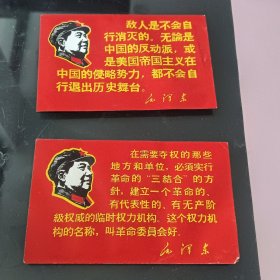 敌人是不会自
行消灭的。无論是
中国的反动派，或
是美国帝国主义在
中国的侵略势力，都不会自
行退出历史舞台。
毛泽东
在需要夺权的那些
地方和单位，必须实行
革命的“三結合”的方
針，建立一个革命的、
有代表性的、有无产阶
級权威的临时权力机构。这个权力机
构的名称，叫革命委員会好。
毛泽东